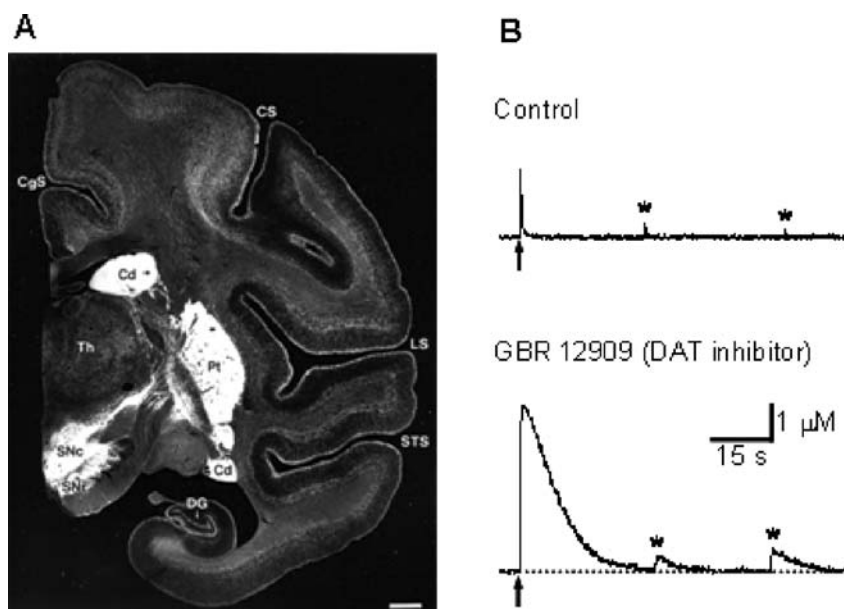 A
B
CS
CgS
Cd
Th
Pt
LS
SNc
SNr
STS
Cd
DG
Control
*
*
GBR 12909 (DAT inhibitor)
1 μM
15 s
*
*